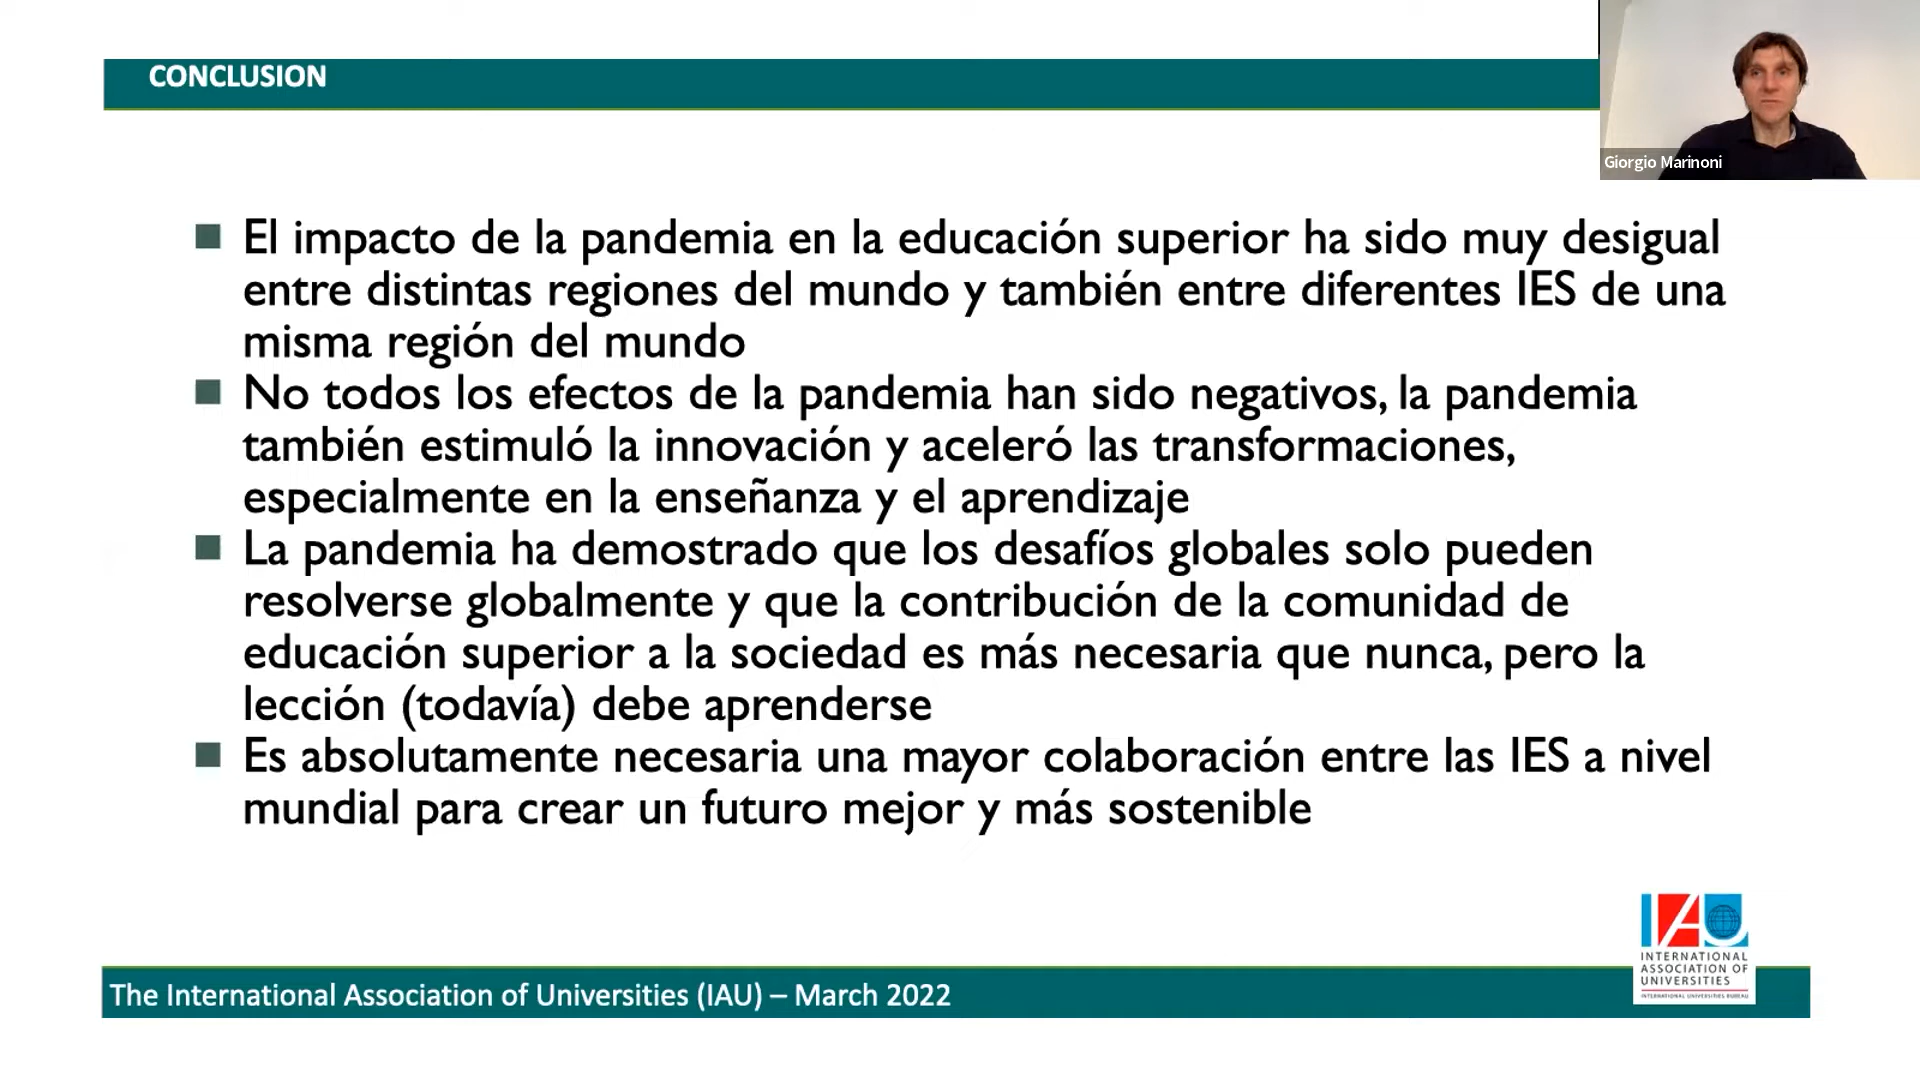 CONCLUSION
Giorgio Marinoni
El impacto de la pandemia en la educación superior ha sido muy desigual
entre distintas regiones del mundo y también entre diferentes IES de una
misma región del mundo
No todos los efectos de la pandemia han sido negativos, la pandemia
también estimuló la innovación y aceleró las transformaciones,
especialmente en la enseñanza y el aprendizaje
La pandemia ha demostrado que los desafíos globales solo pueden
resolverse globalmente y que la contribución de la comunidad de
educación superior a la sociedad es más necesaria que nunca, pero la
lección (todavía) debe aprenderse
Es absolutamente necesaria una mayor colaboración entre las IES a nivel
mundial para crear un futuro mejor y más sostenible
IAU
INTERNATIONAL
ASSOCIATION OF
UNIVERSITIES
INTERNATIONAL UNIVERSITIES BUREAU
The International Association of Universities (IAU) – March 2022